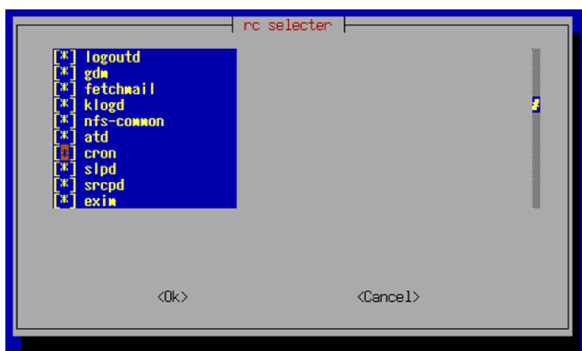 rc selecter
[*] logoutd
[*] gdm
[*] fetchmail
[*] klogd
[*] nfs-common
[*] atd
[*] cron
[*] slpd
[*] srcpd
[*] exim
#
<Ok> <Cancel>